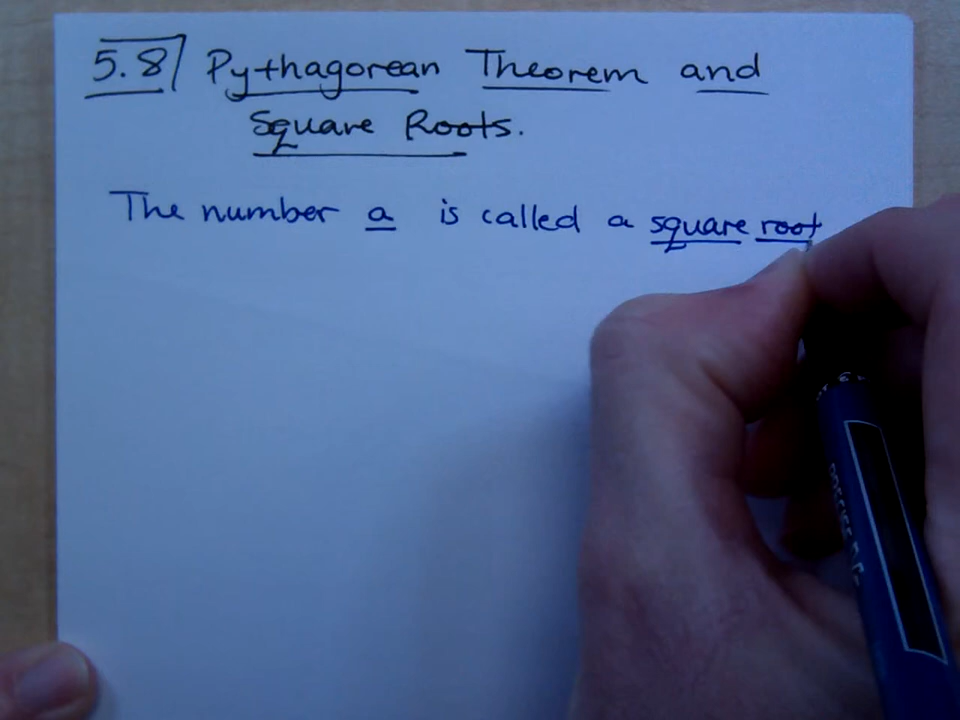 5.8 Pythagorean Theorem and
Square Roots.
The number a is called a square root